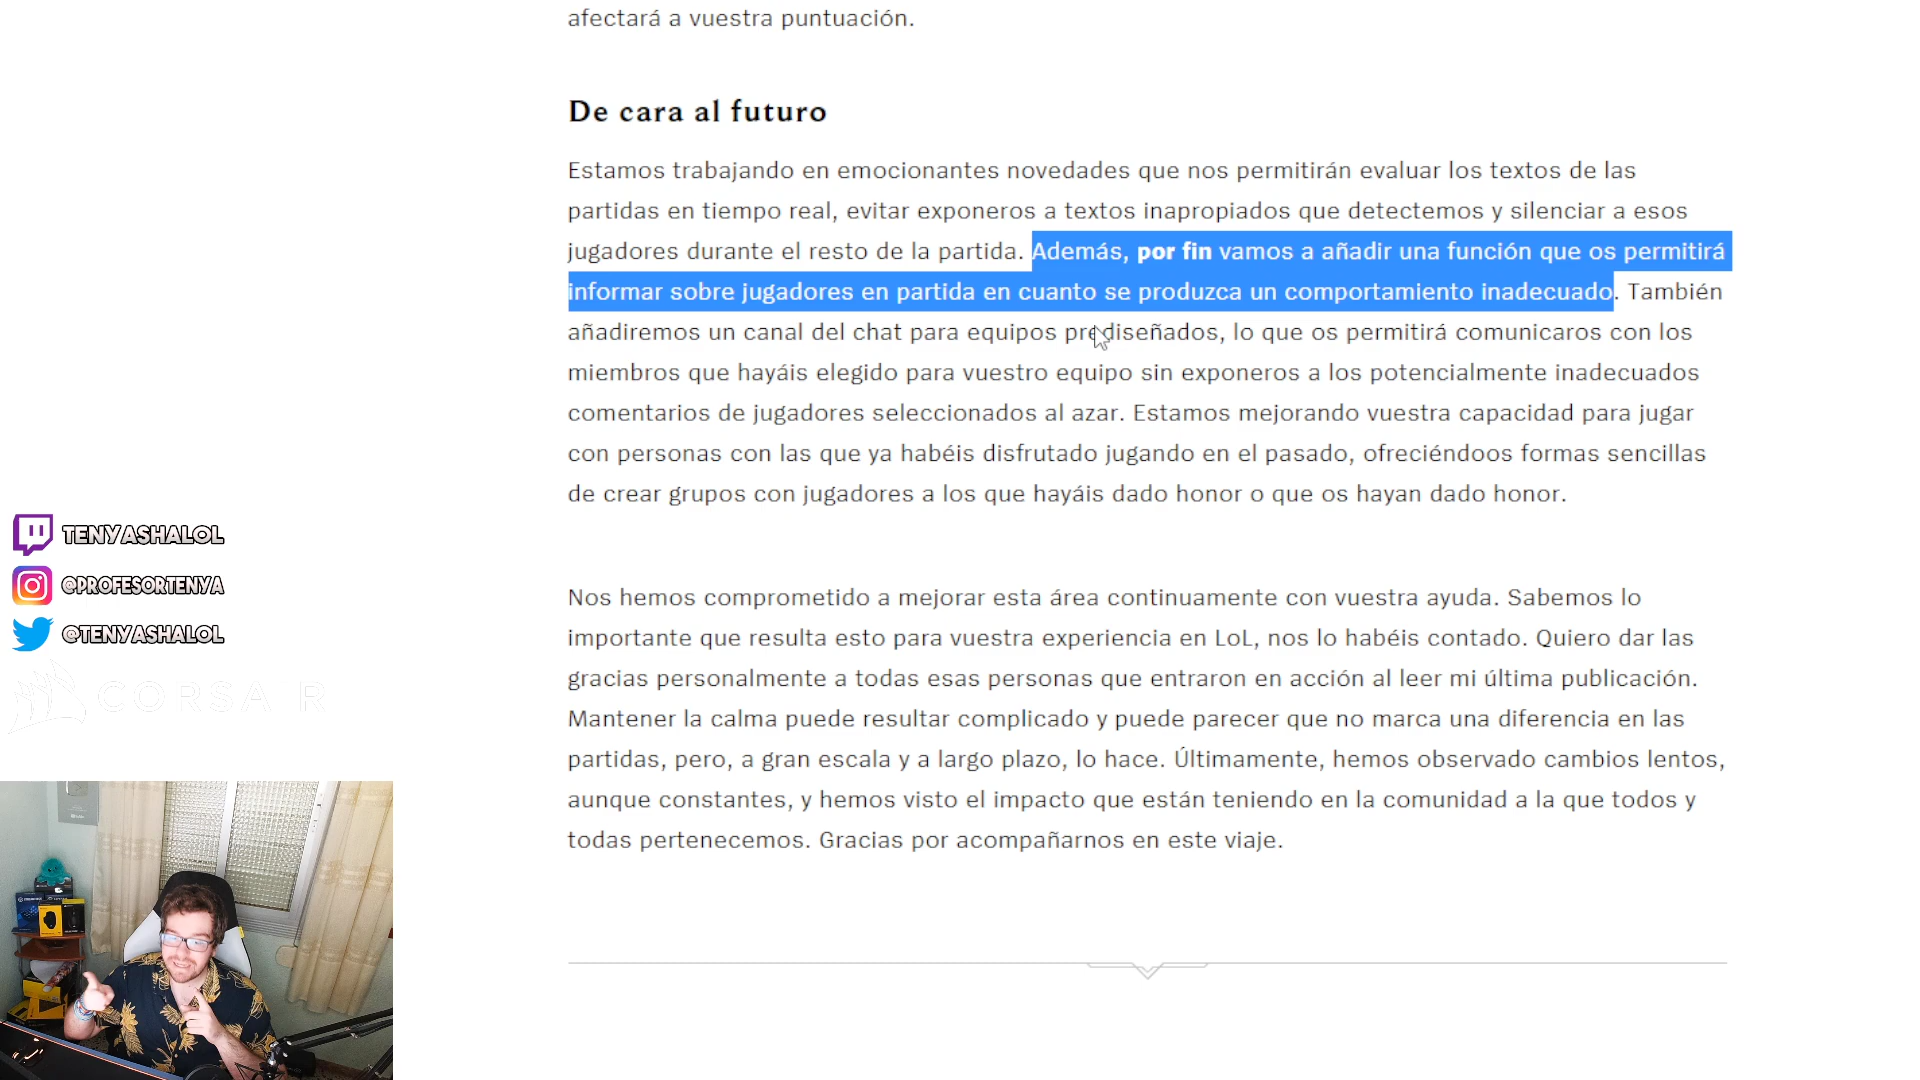 afectará a vuestra puntuación.
De cara al futuro
Estamos trabajando en emocionantes novedades que nos permitirán evaluar los textos de las
partidas en tiempo real, evitar exponeros a textos inapropiados que detectemos y silenciar a esos
jugadores durante el resto de la partida. Además, por fin vamos a añadir una función que os permitirá
informar sobre jugadores en partida en cuanto se produzca un comportamiento inadecuado. También
añadiremos un canal del chat para equipos prediseñados, lo que os permitirá comunicaros con los
miembros que hayáis elegido para vuestro equipo sin exponeros a los potencialmente inadecuados
comentarios de jugadores seleccionados al azar. Estamos mejorando vuestra capacidad para jugar
con personas con las que ya habéis disfrutado jugando en el pasado, ofreciéndoos formas sencillas
de crear grupos con jugadores a los que hayáis dado honor o que os hayan dado honor.
Nos hemos comprometido a mejorar esta área continuamente con vuestra ayuda. Sabemos lo
importante que resulta esto para vuestra experiencia en LoL, nos lo habéis contado. Quiero dar las
gracias personalmente a todas esas personas que entraron en acción al leer mi última publicación.
Mantener la calma puede resultar complicado y puede parecer que no marca una diferencia en las
partidas, pero, a gran escala y a largo plazo, lo hace. Últimamente, hemos observado cambios lentos,
aunque constantes, y hemos visto el impacto que están teniendo en la comunidad a la que todos y
todas pertenecemos. Gracias por acompañarnos en este viaje.
TENYASHALOL
@PROFESORTENYA
@TENYASHALOL
CORSA R